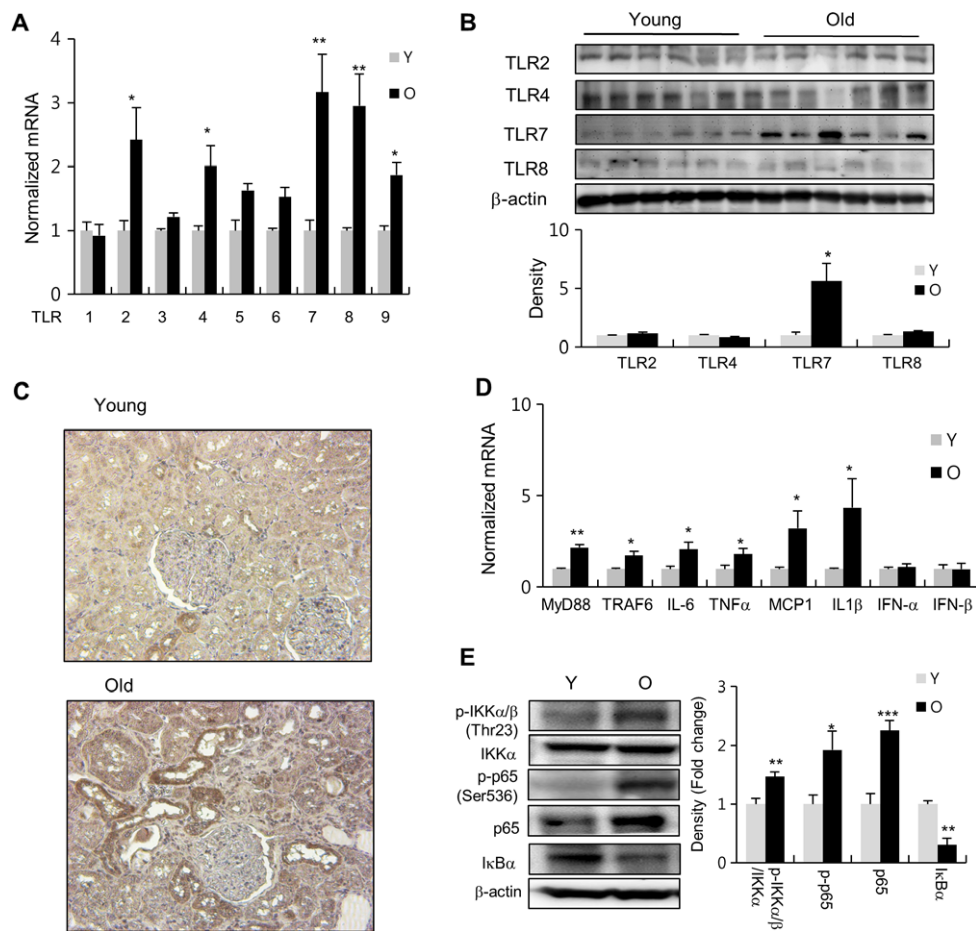 A
Normalized mRNA
4
3
2
1
0
Y
O
*
*
**
**
*
TLR 1 2 3 4 5 6 7 8 9
B
Young Old
TLR2
TLR4
TLR7
TLR8
β-actin
Density
10
5
0
Y
O
*
TLR2 TLR4 TLR7 TLR8
C
Young
Old
D
Normalized mRNA
10
5
0
Y
O
**
*
*
*
*
*
MyD88 TRAF6 IL-6 TNFα MCP1 IL1β IFN-α IFN-β
E
Y O
p-IKKα/β
(Thr23)
IKKα
p-p65
(Ser536)
p65
IκBα
β-actin
Density (Fold change)
3
2
1
0
Y
O
**
*
***
**
p-IKKα/β
/IKKα
p-p65
p65
IκBα